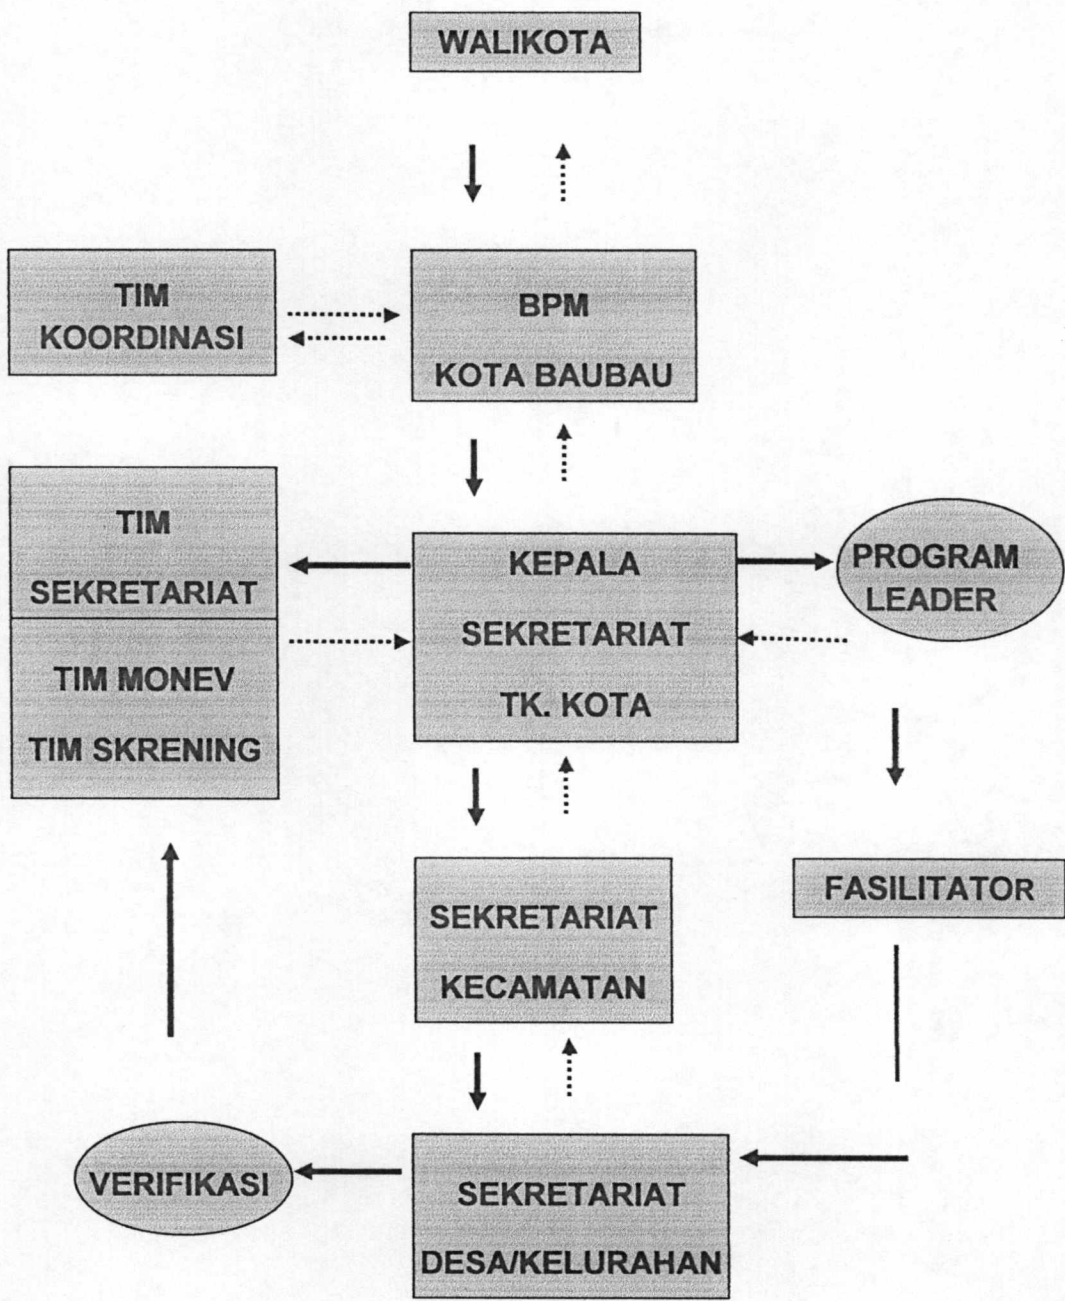 WALIKOTA
TIM
KOORDINASI
BPM
KOTA BAUBAU
TIM
SEKRETARIAT
TIM MONEV
TIM SKRENING
KEPALA
SEKRETARIAT
TK. KOTA
PROGRAM
LEADER
SEKRETARIAT
KECAMATAN
FASILITATOR
VERIFIKASI
SEKRETARIAT
DESA/KELURAHAN